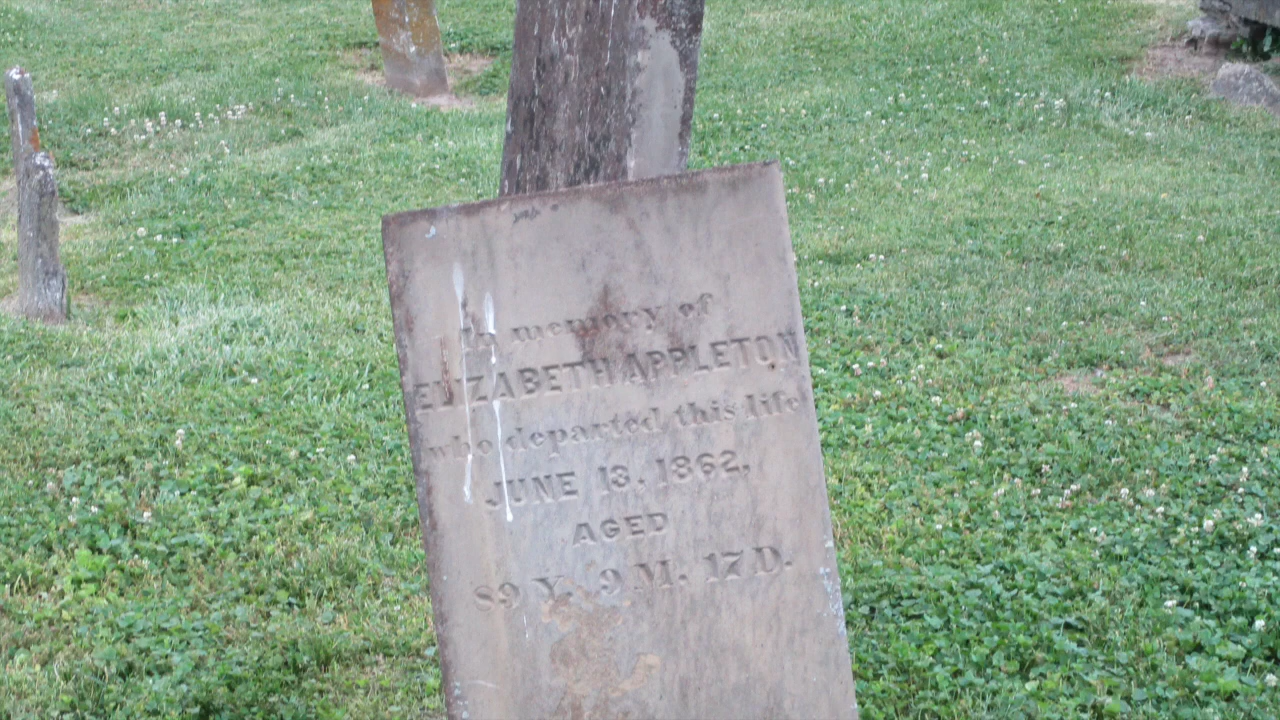 In memory of
ELIZABETH APPLETON
who departed this life
JUNE 13, 1862,
AGED
89 Y. 9 M. 17 D.